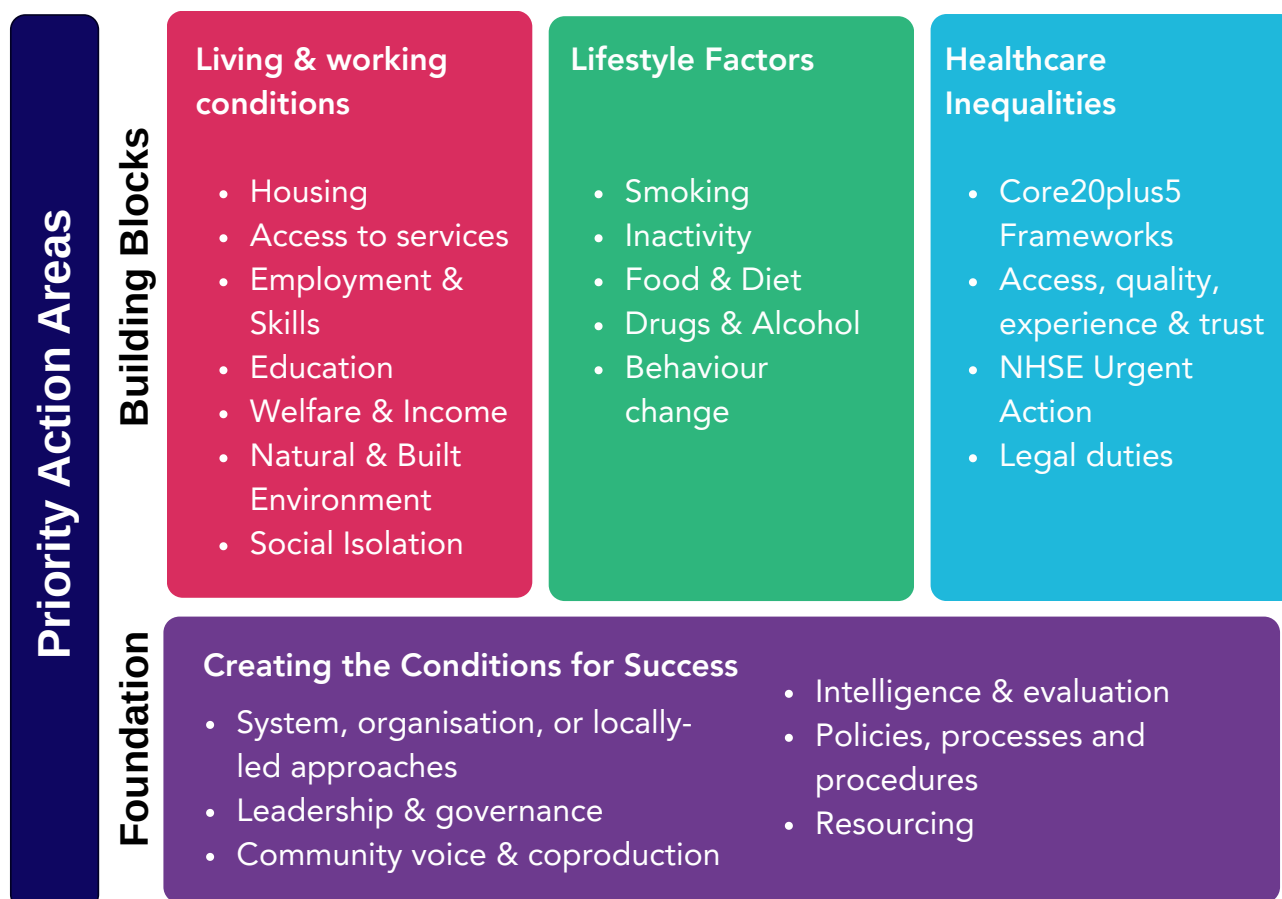 Priority Action Areas
Building Blocks
Living & working
conditions
• Housing
• Access to services
• Employment &
Skills
• Education
• Welfare & Income
• Natural & Built
Environment
• Social Isolation
Lifestyle Factors
• Smoking
• Inactivity
• Food & Diet
• Drugs & Alcohol
• Behaviour
change
Healthcare
Inequalities
• Core20plus5
Frameworks
• Access, quality,
experience & trust
• NHSE Urgent
Action
• Legal duties
Foundation
Creating the Conditions for Success
• System, organisation, or locally-
led approaches
• Leadership & governance
• Community voice & coproduction
• Intelligence & evaluation
• Policies, processes and
procedures
• Resourcing